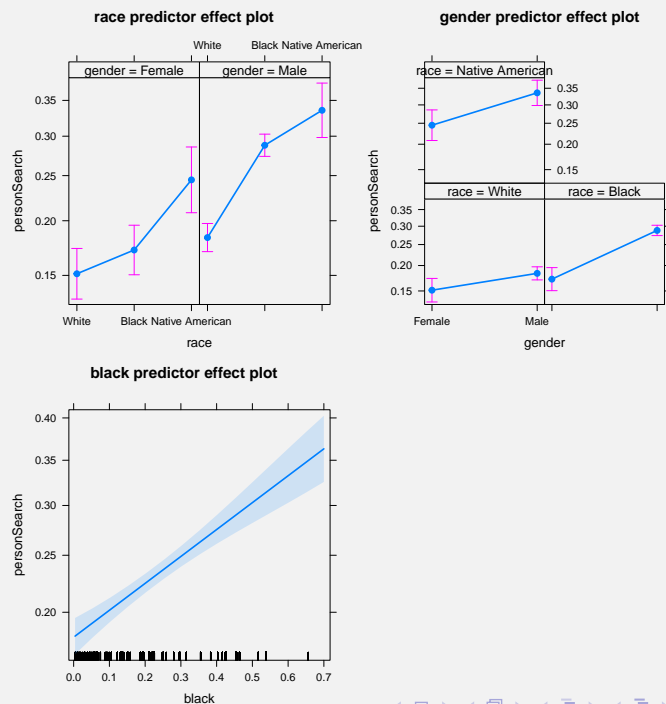 race predictor effect plot
White
Black Native American
gender = Female
gender = Male
personSearch
0.35
0.30
0.25
0.20
0.15
White
Black Native American
race
gender predictor effect plot
race = Native American
personSearch
0.35
0.30
0.25
0.15
race = White
race = Black
0.35
0.30
0.20
0.15
Female
Male
gender
black predictor effect plot
personSearch
0.40
0.35
0.30
0.25
0.20
0.0 0.1 0.2 0.3 0.4 0.5 0.6 0.7
black